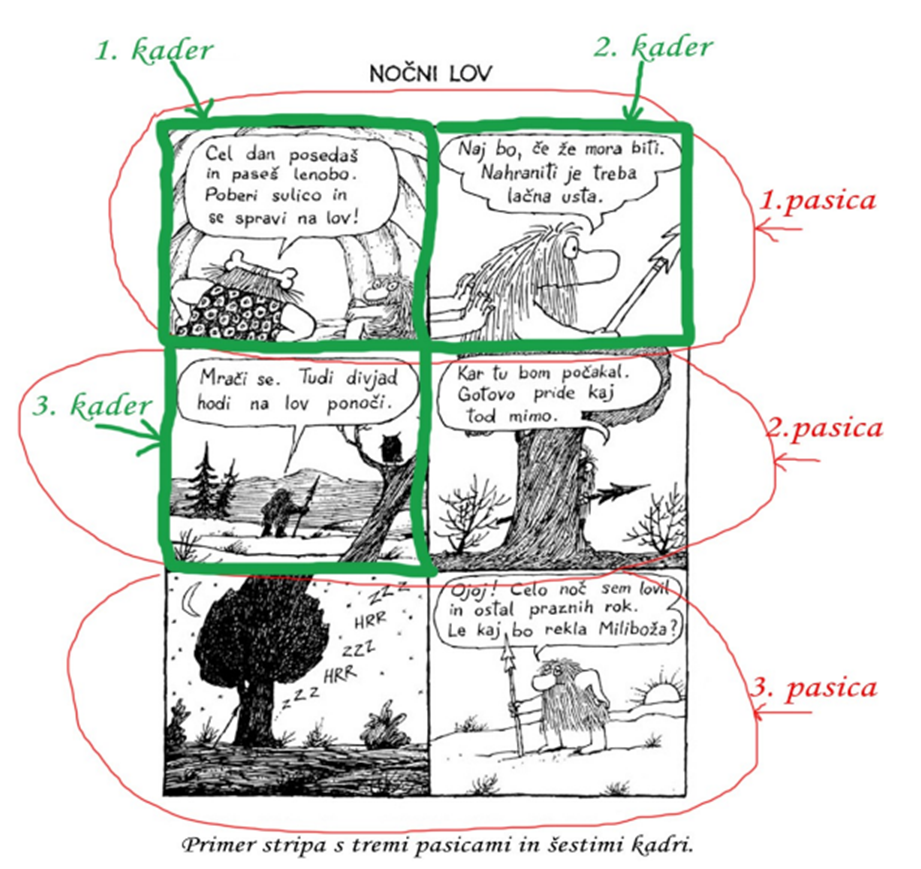 1. kader
2. kader
NOČNI LOV
Cel dan posedaš
in paseš lenobo.
Poberi sulico in
se spravi na lov!
Naj bo, če že mora biti.
Nahraniti je treba
lačna usta.
1.pasica
3. kader
Mrači se. Tudi divjad
hodi na lov ponoči.
Kar tu bom počakal.
Gotovo pride kaj
tod mimo.
2.pasica
ZZZ
HRR
ZZZ
HRR
ZZZ
Ojoj! Celo noč sem lovil
in ostal praznih rok.
Le kaj bo rekla Miliboža?
3. pasica
Primer stripa s tremi pasicami in šestimi kadri.